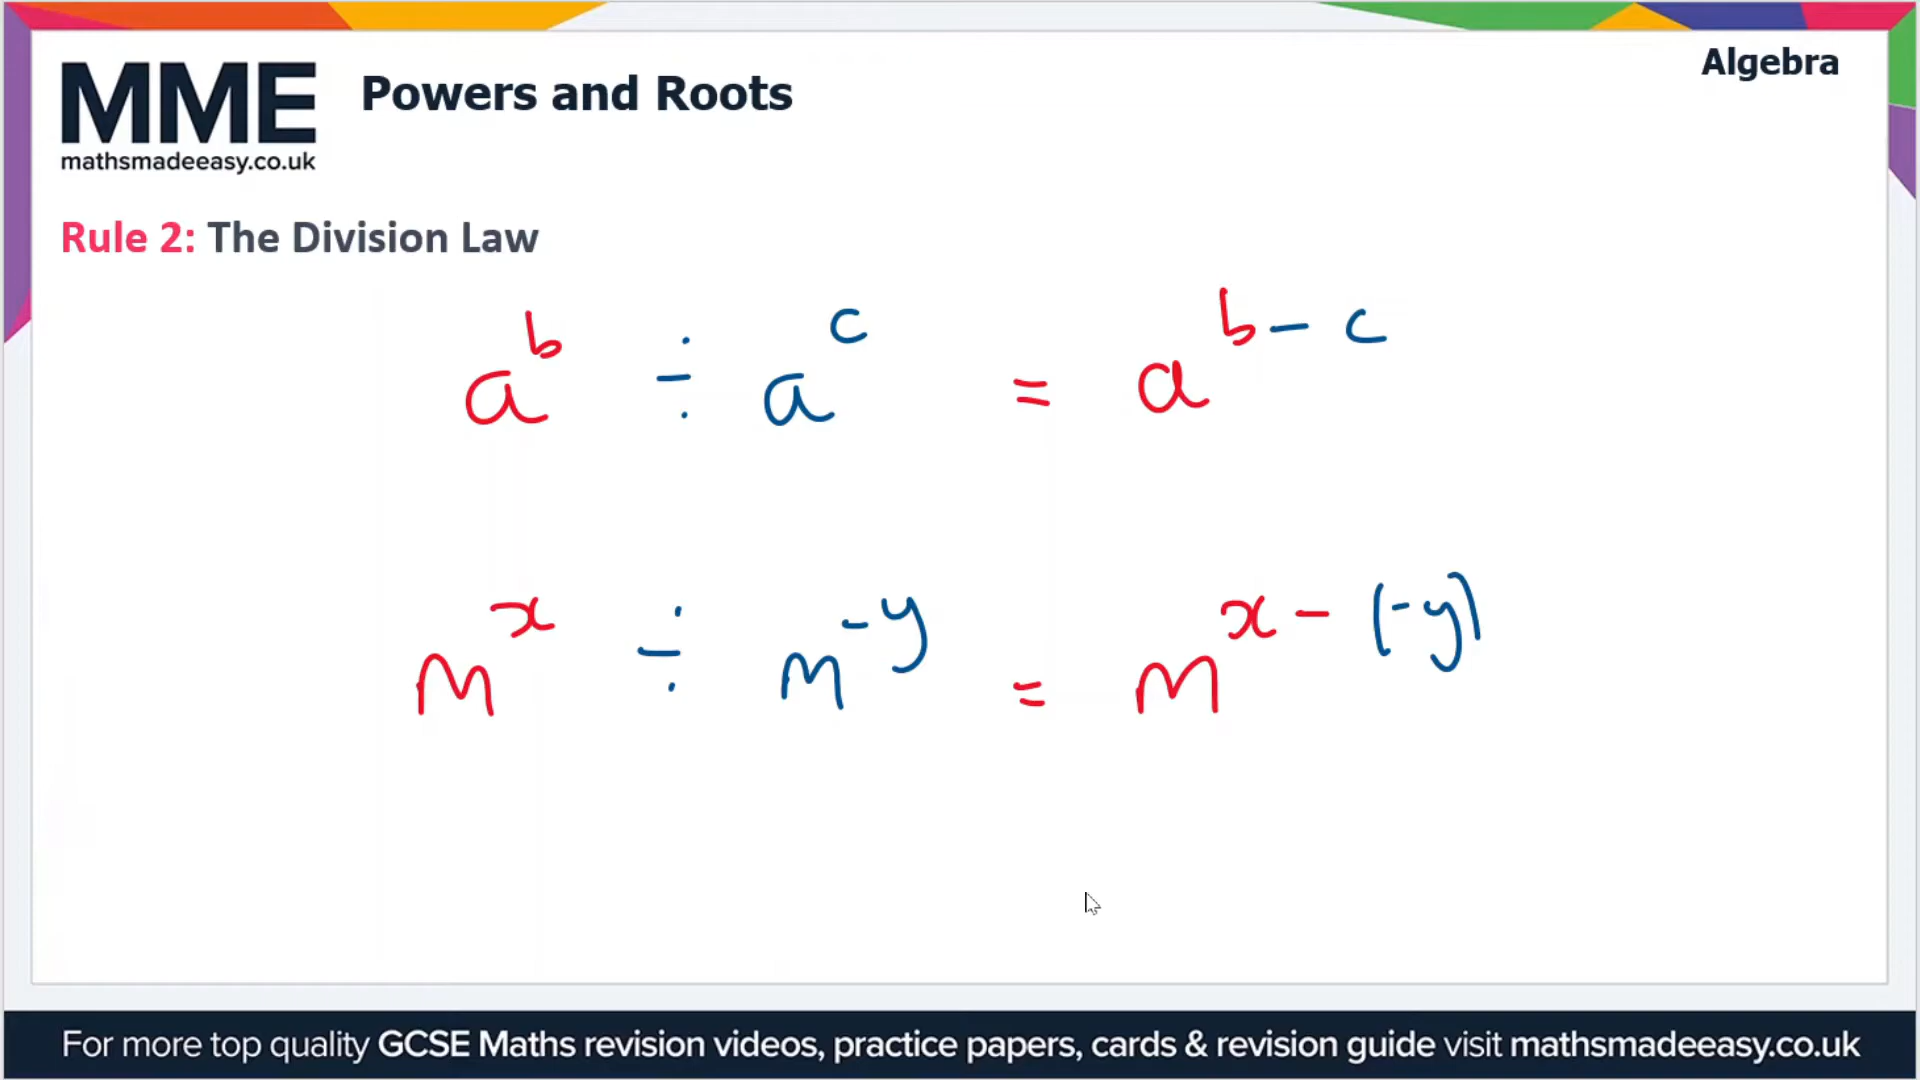 MME
mathsmadeeasy.co.uk
Powers and Roots
Algebra
Rule 2: The Division Law
a^b ÷ a^c = a^{b - c}
m^x ÷ m^{-y} = m^{x - (-y)}
For more top quality GCSE Maths revision videos, practice papers, cards & revision guide visit mathsmadeeasy.co.uk